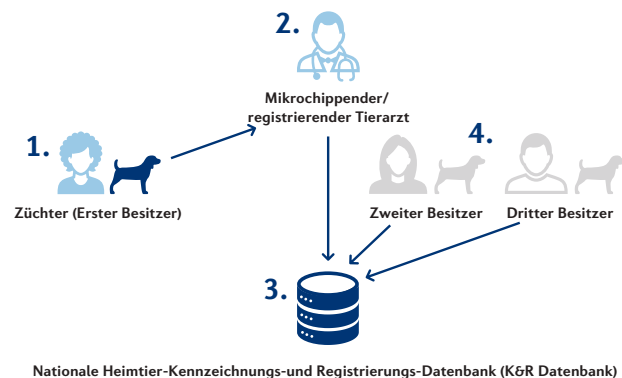 2.
Mikrochippender/
registrierender Tierarzt
1.
Züchter (Erster Besitzer)
4.
Zweiter Besitzer
Dritter Besitzer
3.
Nationale Heimtier-Kennzeichnungs-und Registrierungs-Datenbank (K&R Datenbank)